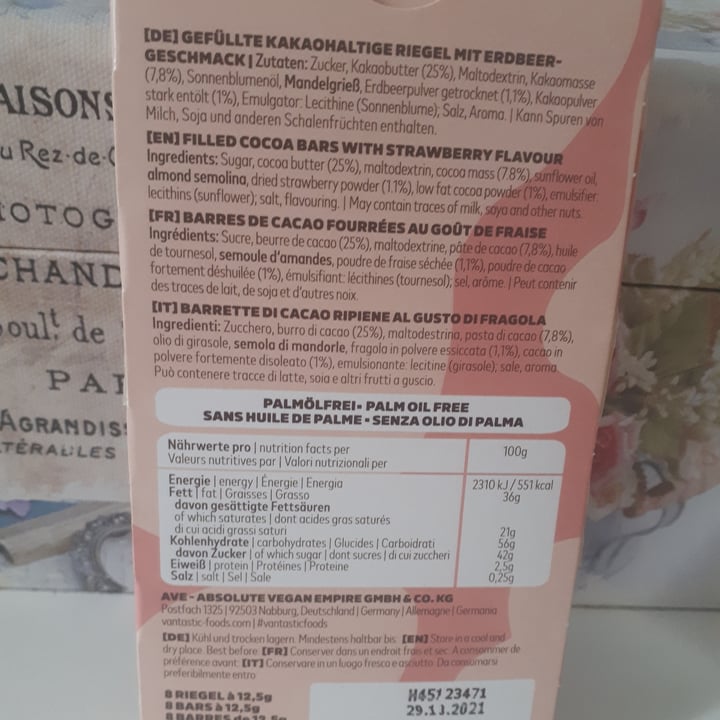 [DE] GEFÜLLTE KAKAOHALTIGE RIEGEL MIT ERDBEER-
GESCHMACK | Zutaten: Zucker, Kakaobutter (25%), Maltodextrin, Kakaomasse
(7,8%), Sonnenblumenöl, Mandelgrieß, Erdbeerpulver getrocknet (1,1%), Kakaopulver
stark entölt (1%), Emulgator: Lecithine (Sonnenblume); Salz, Aroma. | Kann Spuren von
Milch, Soja und anderen Schalenfrüchten enthalten.
[EN] FILLED COCOA BARS WITH STRAWBERRY FLAVOUR
Ingredients: Sugar, cocoa butter (25%), maltodextrin, cocoa mass (7.8%), sunflower oil,
almond semolina, dried strawberry powder (1.1%), low fat cocoa powder (1%), emulsifier:
lecithins (sunflower); salt, flavouring. | May contain traces of milk, soya and other nuts.
[FR] BARRES DE CACAO FOURRÉES AU GOÛT DE FRAISE
Ingrédients: Sucre, beurre de cacao (25%), maltodextrine, pâte de cacao (7,8%), huile
de tournesol, semoule d'amandes, poudre de fraise séchée (1,1%), poudre de cacao
fortement déshuilée (1%), émulsifiant: lécithines (tournesol); sel, arôme. | Peut contenir
des traces de lait, de soja et d'autres noix.
[IT] BARRETTE DI CACAO RIPIENE AL GUSTO DI FRAGOLA
Ingredienti: Zucchero, burro di cacao (25%), maltodestrina, pasta di cacao (7,8%),
olio di girasole, semola di mandorle, fragola in polvere essiccata (1,1%), cacao in
polvere fortemente disoleato (1%), emulsionante: lecitine (girasole); sale, aroma.
Può contenere tracce di latte, soia e altri frutti a guscio.
PALMÖLFREI - PALM OIL FREE
SANS HUILE DE PALME - SENZA OLIO DI PALMA
Nährwerte pro | nutrition facts per
Valeurs nutritives par | Valori nutrizionali per
100g
Energie | energy | Énergie | Energia 2310 kJ / 551 kcal
Fett | fat | Graisses | Grasso 36g
davon gesättigte Fettsäuren
of which saturates | dont acides gras saturés
di cui acidi grassi saturi 21g
Kohlenhydrate | carbohydrates | Glucides | Carboidrati 56g
davon Zucker | of which sugar | dont sucres | di cui zuccheri 42g
Eiweiß | protein | Protéines | Proteine 2,5g
Salz | salt | Sel | Sale 0,25g
AVE - ABSOLUTE VEGAN EMPIRE GMBH & CO. KG
Postfach 1325 | 92503 Nabburg, Deutschland | Germany | Allemagne | Germania
vantastic-foods.com | #vantasticfoods
[DE] Kühl und trocken lagern. Mindestens haltbar bis: [EN] Store in a cool and
dry place. Best before: [FR] Conserver dans un endroit frais et sec. A consommer de
préférence avant: [IT] Conservare in un luogo fresco e asciutto. Da consumarsi
preferibilmente entro
8 RIEGEL à 12,5g
8 BARS à 12,5g
8 BARRES de 12,5g
H451 23471
29.11.2021
AISONS
u Rez-de-C
OTOG
CHAND
oul.t de
PAT
AGRANDIS
TÉRALLES